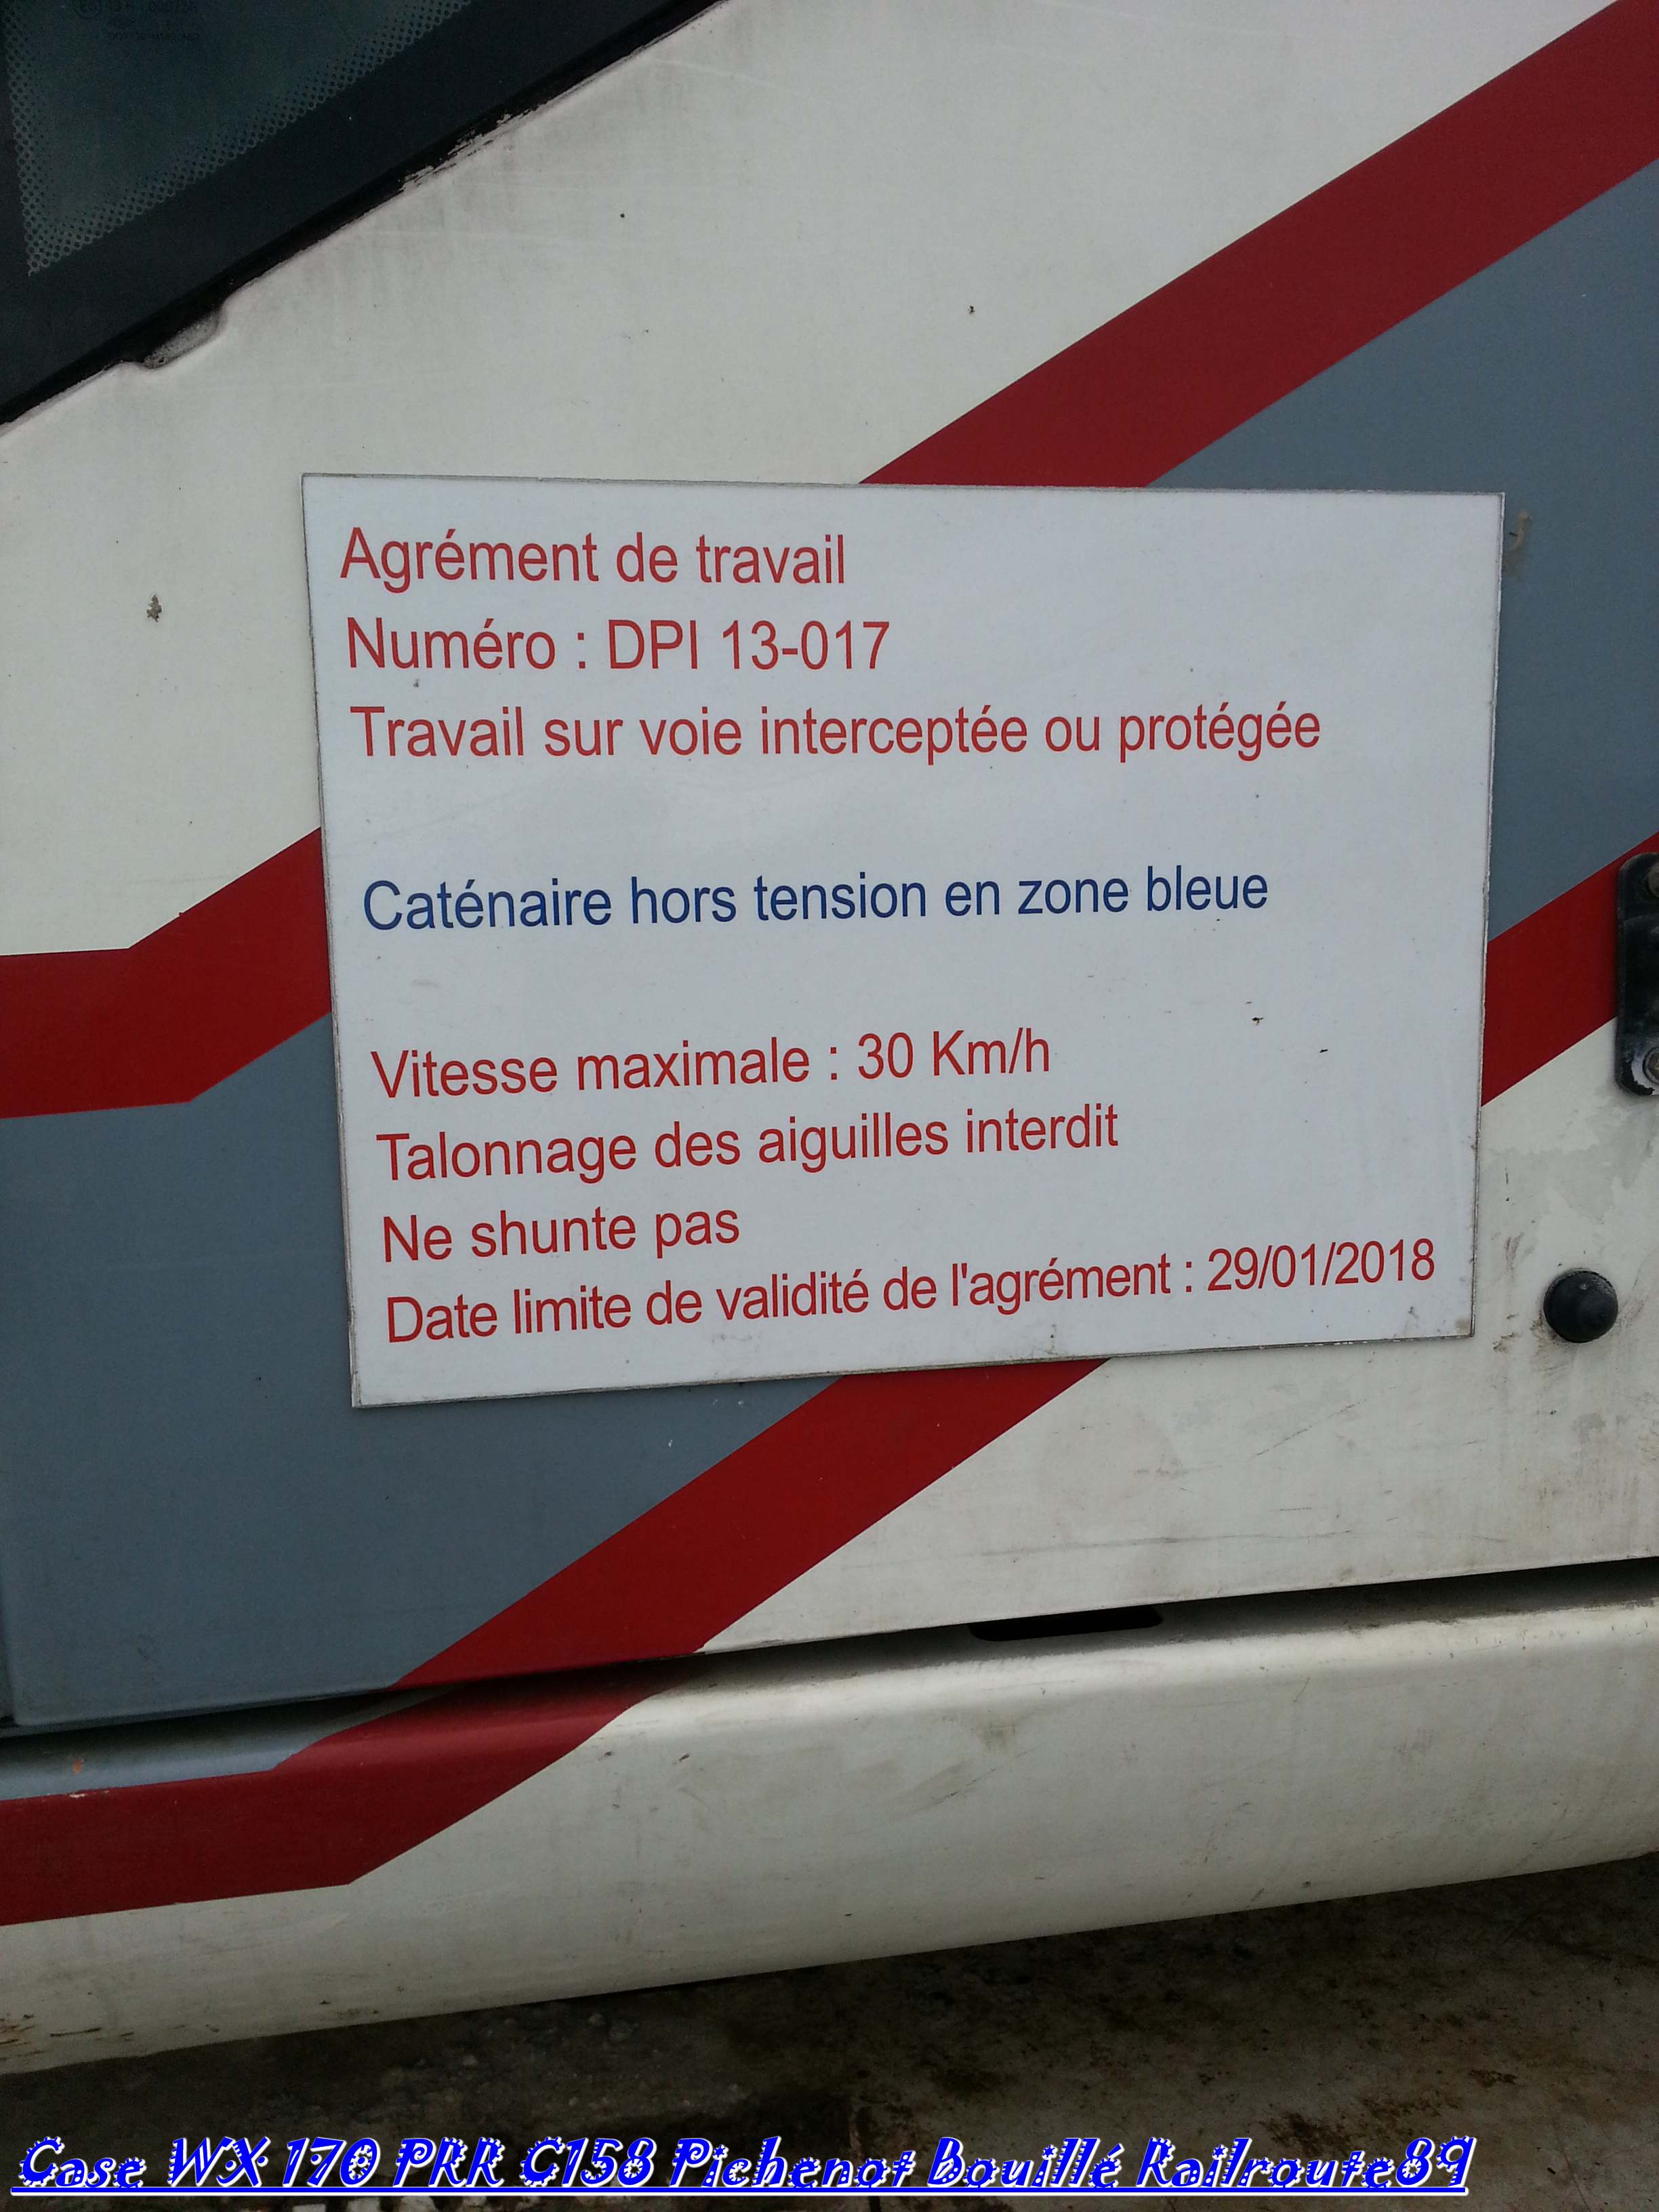 Agrément de travail
Numéro : DPI 13-017
Travail sur voie interceptée ou protégée
Caténaire hors tension en zone bleue
Vitesse maximale : 30 Km/h
Talonnage des aiguilles interdit
Ne shunte pas
Date limite de validité de l'agrément : 29/01/2018
Case WX 170 PRR C158 Pichenot Bouillé Railroute89